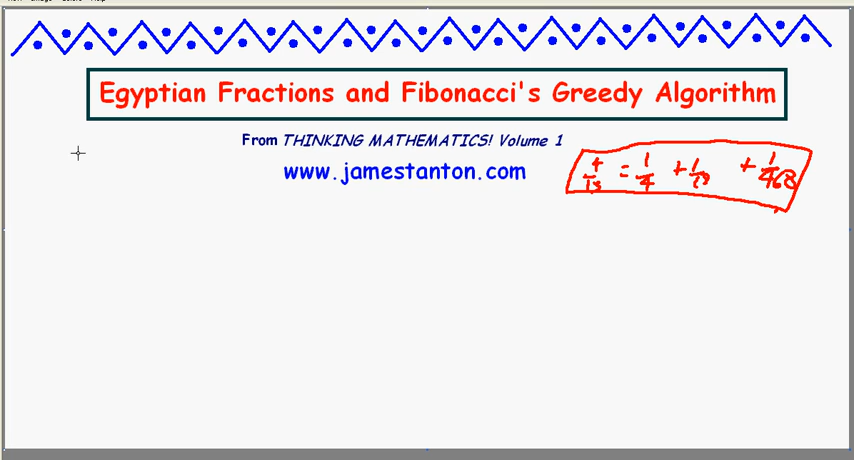 Egyptian Fractions and Fibonacci's Greedy Algorithm
From THINKING MATHEMATICS! Volume 1
www.jamestanton.com
4/13 = 1/4 + 1/18 + 1/468